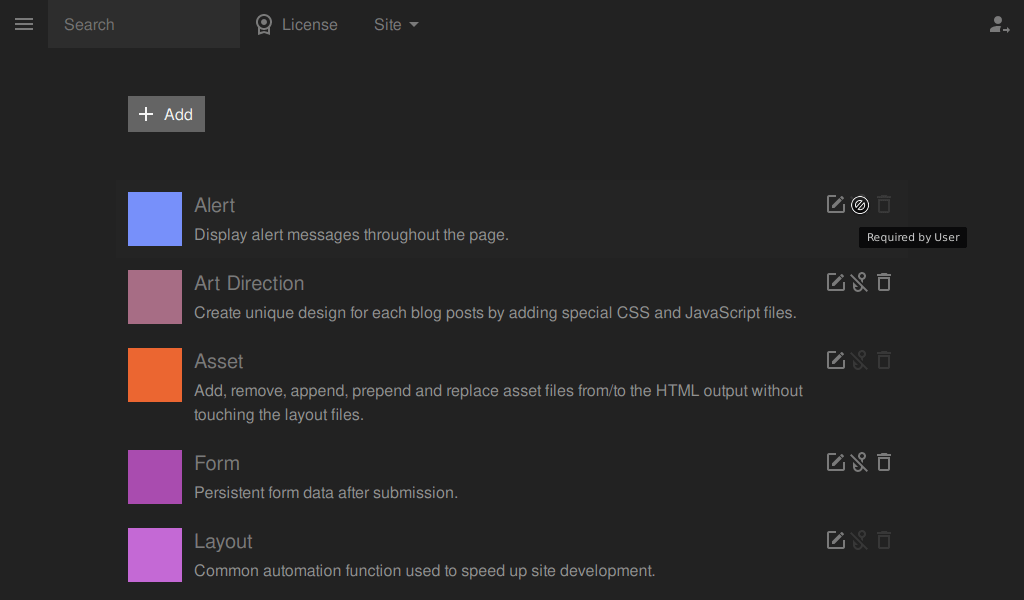 Search
License
Site
Add
Alert
Display alert messages throughout the page.
Required by User
Art Direction
Create unique design for each blog posts by adding special CSS and JavaScript files.
Asset
Add, remove, append, prepend and replace asset files from/to the HTML output without
touching the layout files.
Form
Persistent form data after submission.
Layout
Common automation function used to speed up site development.